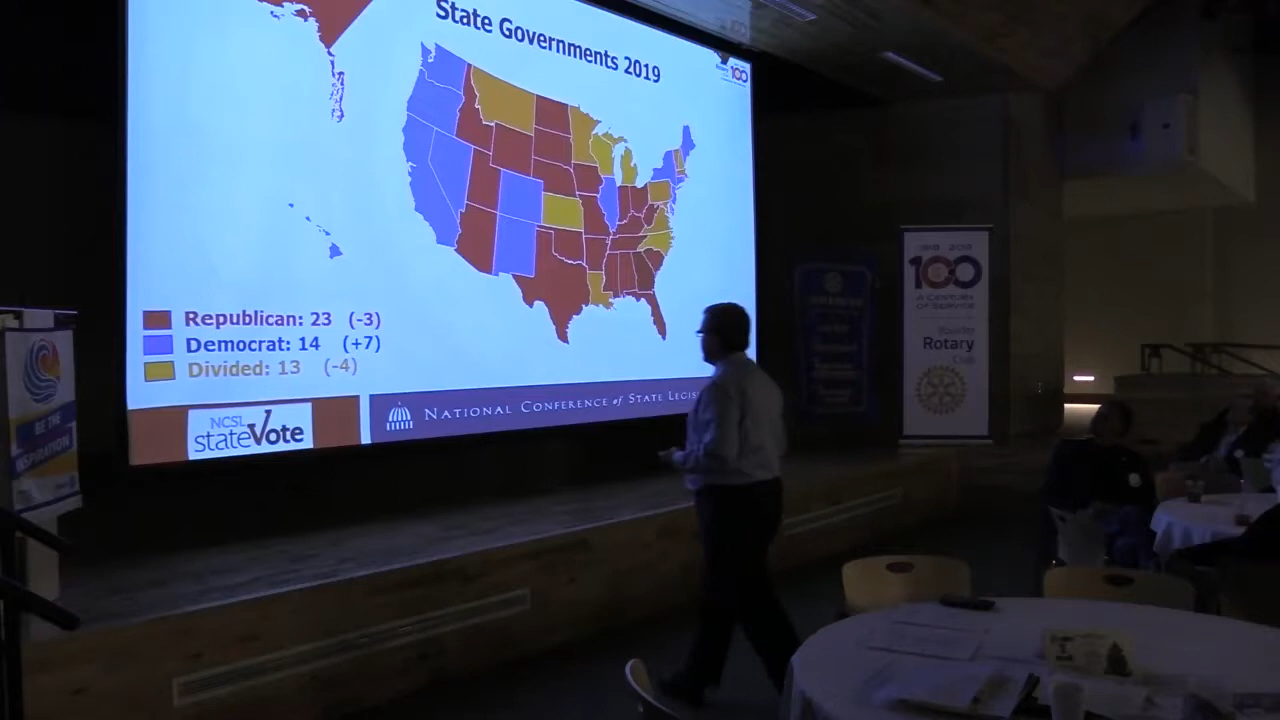 State Governments 2019
100
Republican: 23 (-3)
Democrat: 14 (+7)
Divided: 13 (-4)
NCSL
stateVote
NATIONAL CONFERENCE of STATE LEGIS
BE THE
INSPIRATION
100
A CENTURY
OF SERVICE
Boulder
Rotary
Club